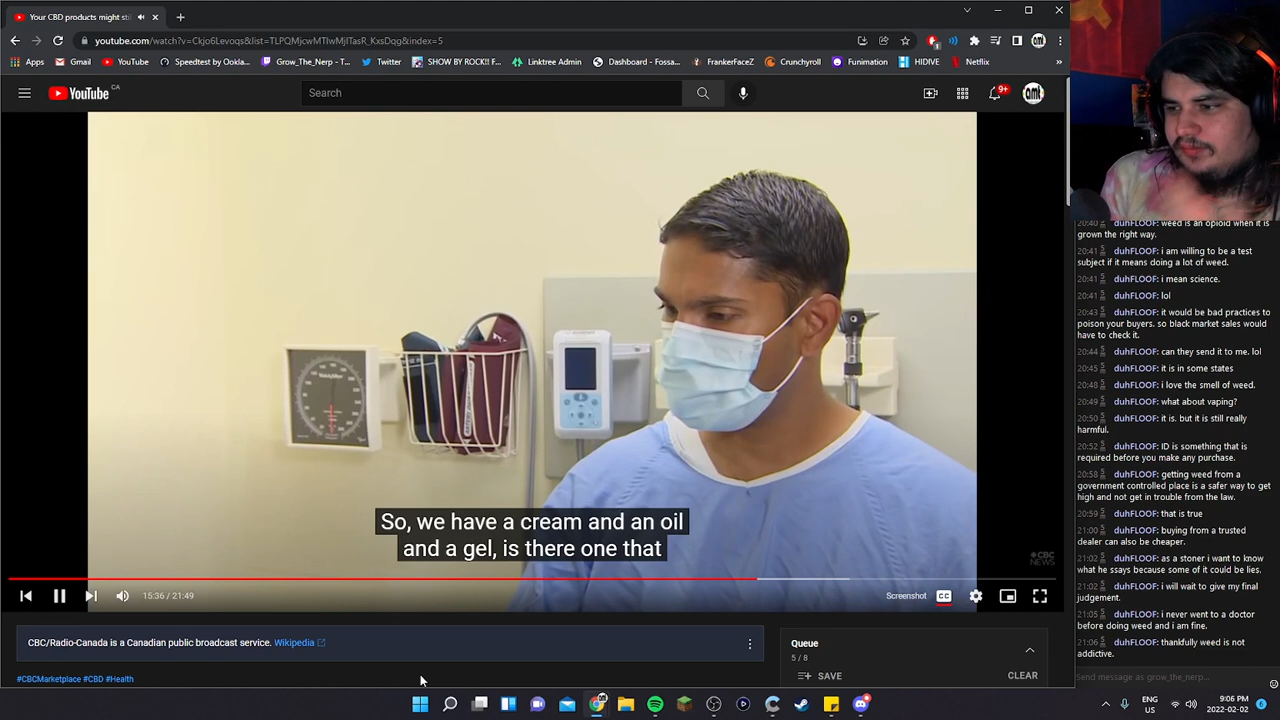 Your CBD products might sti
youtube.com/watch?v=Ckjo6Levoqs&list=TLPQMjcwMTIwMjITasR_KxsDqg&index=5
Apps
Gmail
YouTube
Speedtest by Ookla...
Grow_The_Nerp - T...
Twitter
SHOW BY ROCK!! F...
Linktree Admin
Dashboard - Fossa...
FrankerFaceZ
Crunchyroll
Funimation
HIDIVE
Netflix
YouTube CA
Search
9+
So, we have a cream and an oil
and a gel, is there one that
CBC
NEWS
15:36 / 21:49
Screenshot
CC
CBC/Radio-Canada is a Canadian public broadcast service. Wikipedia
#CBCMarketplace #CBD #Health
Queue
5 / 8
SAVE
CLEAR
20:40 duhFLOOF: weed is an opioid when it is
grown the right way.
20:41 duhFLOOF: i am willing to be a test
subject if it means doing a lot of weed.
20:41 duhFLOOF: i mean science.
20:41 duhFLOOF: lol
20:43 duhFLOOF: it would be bad practices to
poison your buyers. so black market sales would
have to check it.
20:44 duhFLOOF: can they send it to me. lol
20:45 duhFLOOF: it is in some states
20:48 duhFLOOF: i love the smell of weed.
20:49 duhFLOOF: what about vaping?
20:50 duhFLOOF: it is. but it is still really
harmful.
20:52 duhFLOOF: ID is something that is
required before you make any purchase.
20:58 duhFLOOF: getting weed from a
government controlled place is a safer way to get
high and not get in trouble from the law.
20:59 duhFLOOF: that is true
21:00 duhFLOOF: buying from a trusted
dealer can also be cheaper.
21:02 duhFLOOF: as a stoner i want to know
what he ssays because some of it could be lies.
21:02 duhFLOOF: i will wait to give my final
judgement.
21:05 duhFLOOF: i never went to a doctor
before doing weed and i am fine.
21:06 duhFLOOF: thankfully weed is not
addictive.
Send message as grow_the_nerp...
ENG
US
9:06 PM
2022-02-02